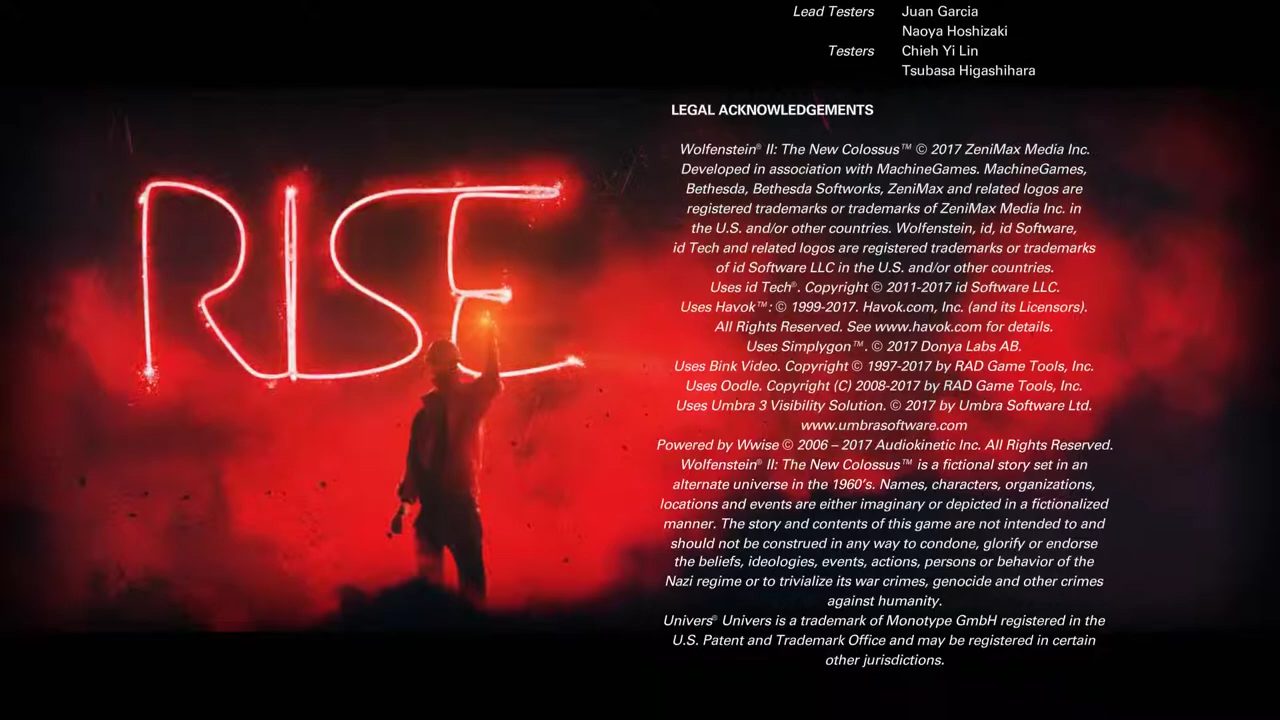 Lead Testers Juan Garcia
Naoya Hoshizaki
Testers Chieh Yi Lin
Tsubasa Higashihara
RISE
LEGAL ACKNOWLEDGEMENTS
Wolfenstein® II: The New Colossus™ © 2017 ZeniMax Media Inc.
Developed in association with MachineGames. MachineGames,
Bethesda, Bethesda Softworks, ZeniMax and related logos are
registered trademarks or trademarks of ZeniMax Media Inc. in
the U.S. and/or other countries. Wolfenstein, id, id Software,
id Tech and related logos are registered trademarks or trademarks
of id Software LLC in the U.S. and/or other countries.
Uses id Tech®. Copyright © 2011-2017 id Software LLC.
Uses Havok™: © 1999-2017. Havok.com, Inc. (and its Licensors).
All Rights Reserved. See www.havok.com for details.
Uses Simplygon™. © 2017 Donya Labs AB.
Uses Bink Video. Copyright © 1997-2017 by RAD Game Tools, Inc.
Uses Oodle. Copyright (C) 2008-2017 by RAD Game Tools, Inc.
Uses Umbra 3 Visibility Solution. © 2017 by Umbra Software Ltd.
www.umbrasoftware.com
Powered by Wwise © 2006 – 2017 Audiokinetic Inc. All Rights Reserved.
Wolfenstein® II: The New Colossus™ is a fictional story set in an
alternate universe in the 1960's. Names, characters, organizations,
locations and events are either imaginary or depicted in a fictionalized
manner. The story and contents of this game are not intended to and
should not be construed in any way to condone, glorify or endorse
the beliefs, ideologies, events, actions, persons or behavior of the
Nazi regime or to trivialize its war crimes, genocide and other crimes
against humanity.
Univers® Univers is a trademark of Monotype GmbH registered in the
U.S. Patent and Trademark Office and may be registered in certain
other jurisdictions.